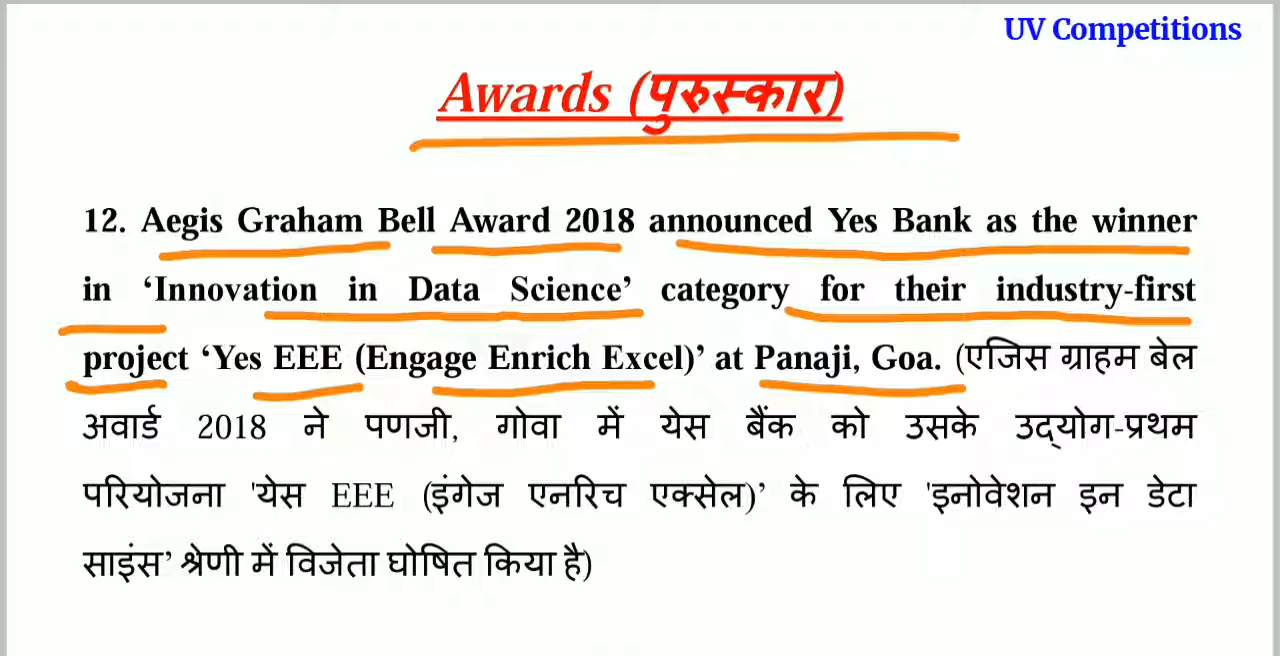 UV Competitions
Awards (पुरुस्कार)
12. Aegis Graham Bell Award 2018 announced Yes Bank as the winner
in ‘Innovation in Data Science’ category for their industry-first
project ‘Yes EEE (Engage Enrich Excel)’ at Panaji, Goa. (एजिस ग्राहम बेल
अवार्ड 2018 ने पणजी, गोवा में येस बैंक को उसके उद्योग-प्रथम
परियोजना 'येस EEE (इंगेज एनरिच एक्सेल)’ के लिए 'इनोवेशन इन डेटा
साइंस’ श्रेणी में विजेता घोषित किया है)